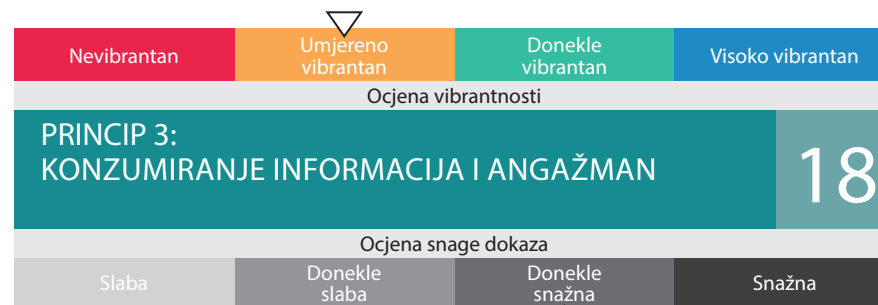 Nevibrantan
Umjereno
vibrantan
Donekle
vibrantan
Visoko vibrantan
Ocjena vibrantnosti
PRINCIP 3:
KONZUMIRANJE INFORMACIJA I ANGAŽMAN
18
Ocjena snage dokaza
Slaba
Donekle
slaba
Donekle
snažna
Snažna